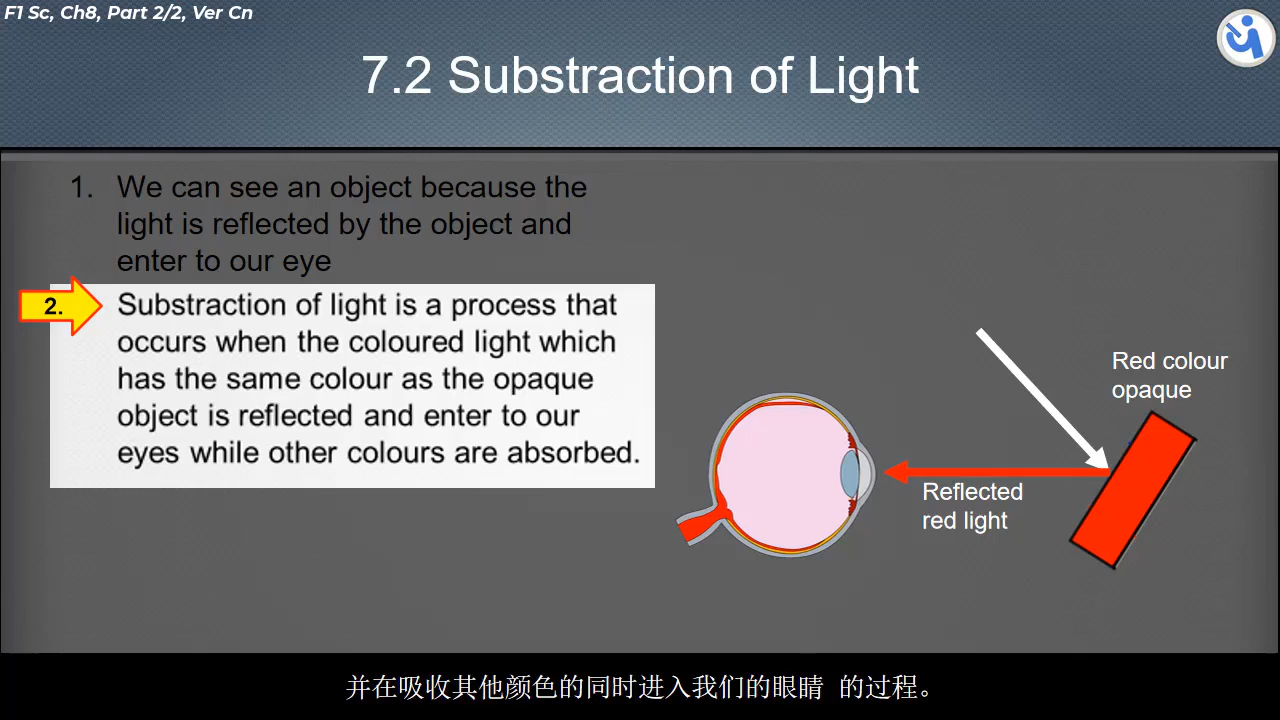 F1 Sc, Ch8, Part 2/2, Ver Cn
7.2 Substraction of Light
1. We can see an object because the
light is reflected by the object and
enter to our eye
2. Substraction of light is a process that
occurs when the coloured light which
has the same colour as the opaque
object is reflected and enter to our
eyes while other colours are absorbed.
Red colour
opaque
Reflected
red light
并在吸收其他颜色的同时进入我们的眼睛 的过程。